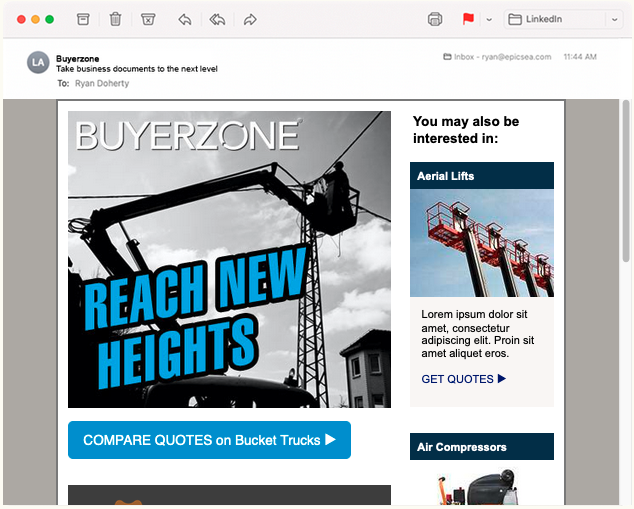 LinkedIn
LA
Buyerzone
Take business documents to the next level
To: Ryan Doherty
Inbox - ryan@epicsea.com
11:44 AM
BUYERZONE
REACH NEW
HEIGHTS
COMPARE QUOTES on Bucket Trucks
You may also be
interested in:
Aerial Lifts
Lorem ipsum dolor sit
amet, consectetur
adipiscing elit. Proin sit
amet aliquet eros.
GET QUOTES
Air Compressors